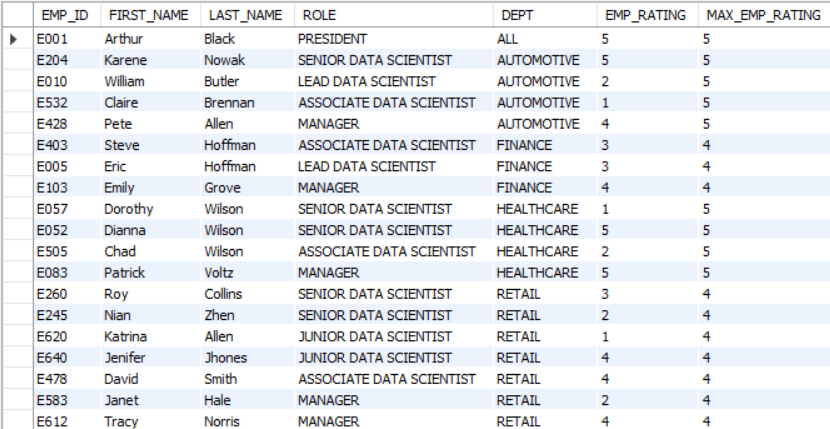 EMP_ID FIRST_NAME LAST_NAME ROLE DEPT EMP_RATING MAX_EMP_RATING
E001 Arthur Black PRESIDENT ALL 5 5
E204 Karene Nowak SENIOR DATA SCIENTIST AUTOMOTIVE 5 5
E010 William Butler LEAD DATA SCIENTIST AUTOMOTIVE 2 5
E532 Claire Brennan ASSOCIATE DATA SCIENTIST AUTOMOTIVE 1 5
E428 Pete Allen MANAGER AUTOMOTIVE 4 5
E403 Steve Hoffman ASSOCIATE DATA SCIENTIST FINANCE 3 4
E005 Eric Hoffman LEAD DATA SCIENTIST FINANCE 3 4
E103 Emily Grove MANAGER FINANCE 4 4
E057 Dorothy Wilson SENIOR DATA SCIENTIST HEALTHCARE 1 5
E052 Dianna Wilson SENIOR DATA SCIENTIST HEALTHCARE 5 5
E505 Chad Wilson ASSOCIATE DATA SCIENTIST HEALTHCARE 2 5
E083 Patrick Voltz MANAGER HEALTHCARE 5 5
E260 Roy Collins SENIOR DATA SCIENTIST RETAIL 3 4
E245 Nian Zhen SENIOR DATA SCIENTIST RETAIL 2 4
E620 Katrina Allen JUNIOR DATA SCIENTIST RETAIL 1 4
E640 Jenifer Jhones JUNIOR DATA SCIENTIST RETAIL 4 4
E478 David Smith ASSOCIATE DATA SCIENTIST RETAIL 4 4
E583 Janet Hale MANAGER RETAIL 2 4
E612 Tracy Norris MANAGER RETAIL 4 4